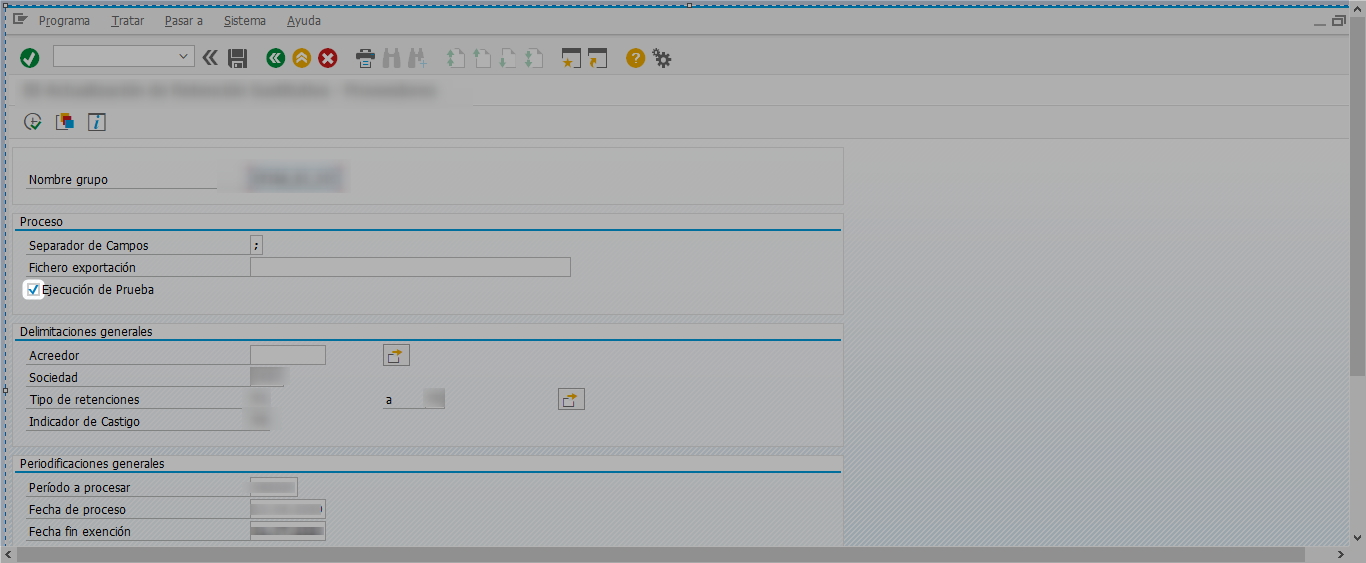 Programa Tratar Pasar a Sistema Ayuda
Nombre grupo
Proceso
Separador de Campos ;
Fichero exportación
Ejecución de Prueba
Delimitaciones generales
Acreedor
Sociedad
Tipo de retenciones a
Indicador de Castigo
Periodificaciones generales
Período a procesar
Fecha de proceso
Fecha fin exención